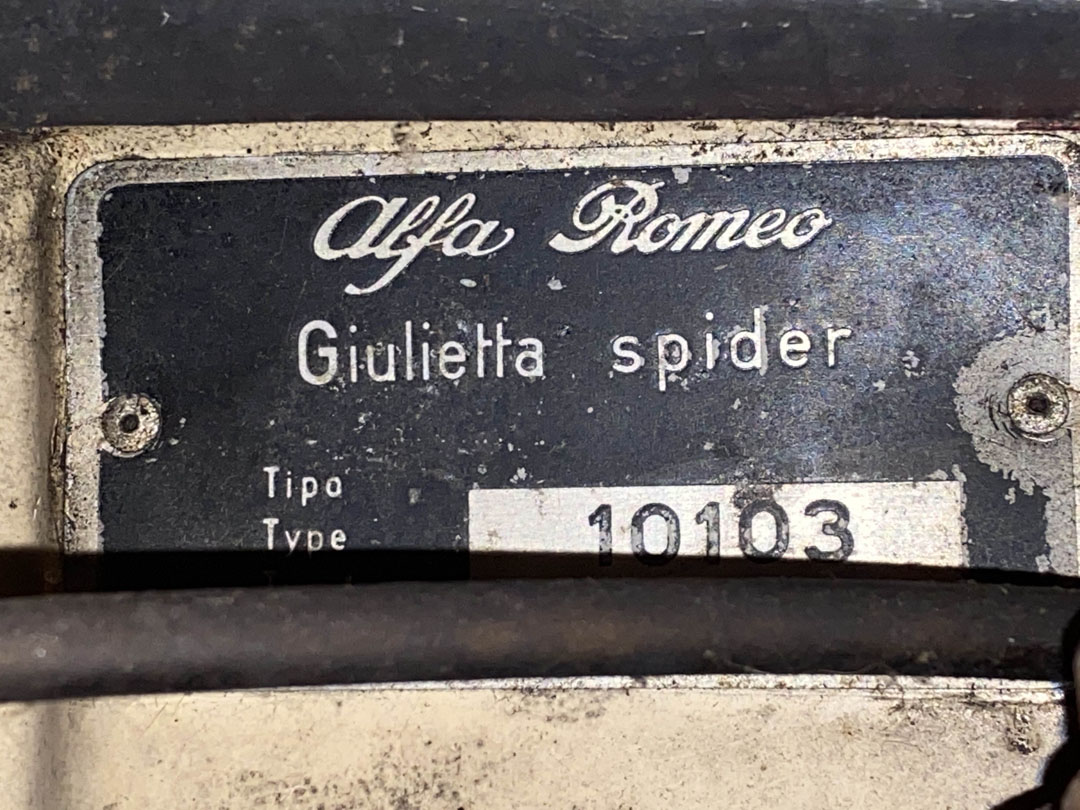 Alfa Romeo
Giulietta spider
Tipo
Type 10103